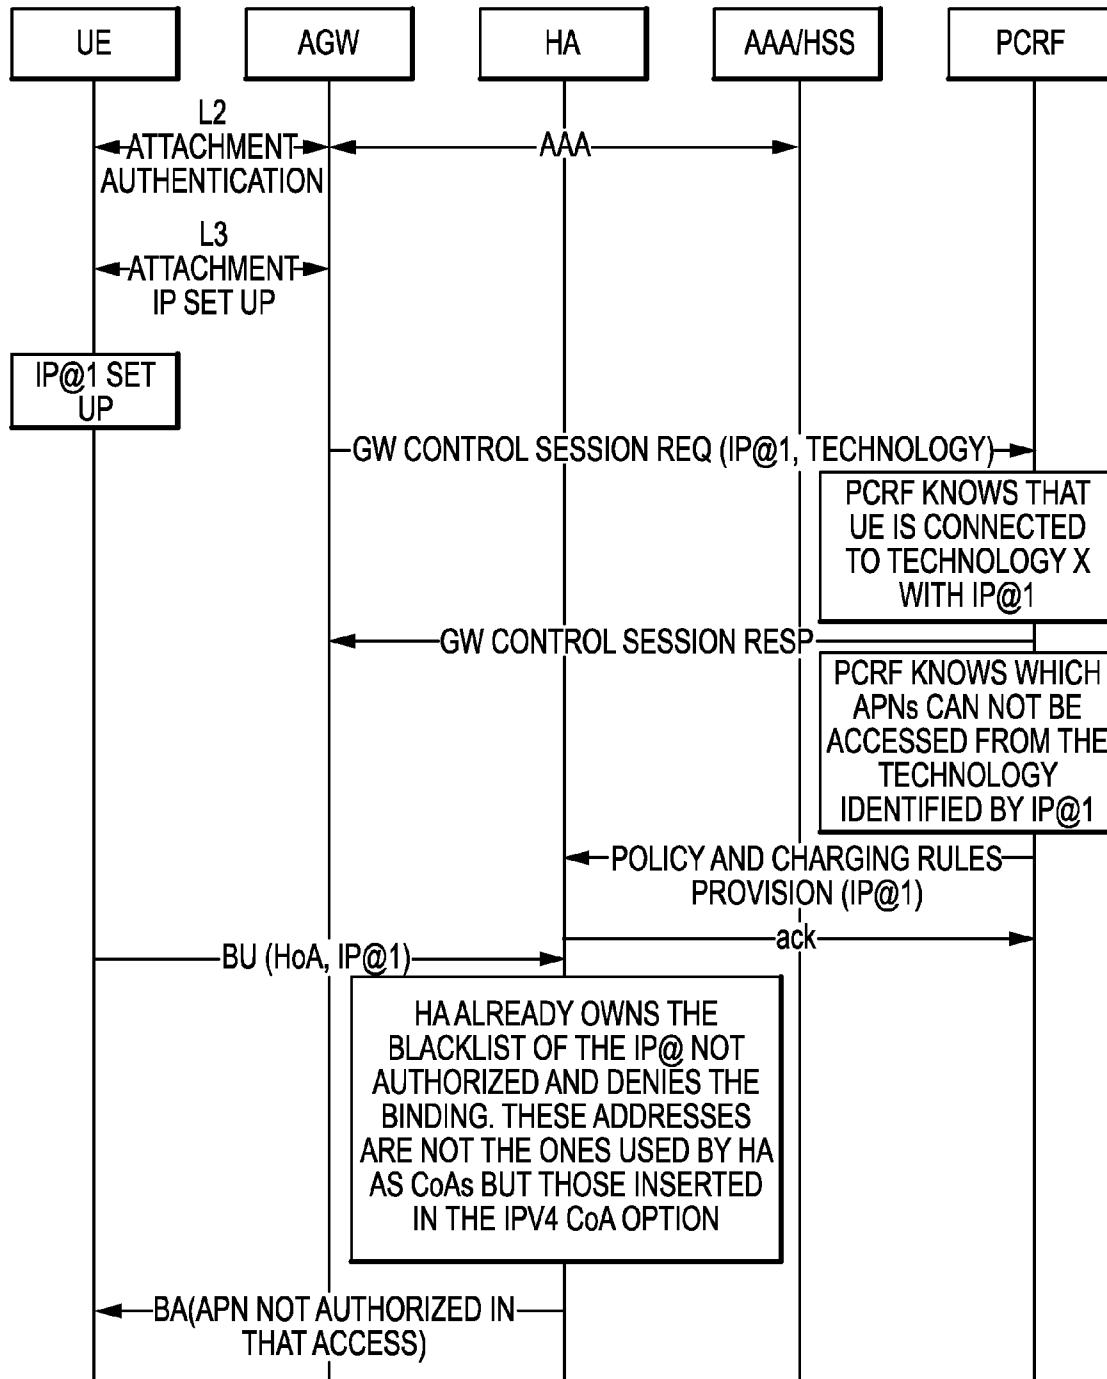 UE
AGW
HA
AAA/HSS
PCRF
L2
ATTACHMENT
AUTHENTICATION
AAA
L3
ATTACHMENT
IP SET UP
IP@1 SET
UP
GW CONTROL SESSION REQ (IP@1, TECHNOLOGY)
PCRF KNOWS THAT
UE IS CONNECTED
TO TECHNOLOGY X
WITH IP@1
GW CONTROL SESSION RESP
PCRF KNOWS WHICH
APNs CAN NOT BE
ACCESSED FROM THE
TECHNOLOGY
IDENTIFIED BY IP@1
POLICY AND CHARGING RULES
PROVISION (IP@1)
ack
BU (HoA, IP@1)
HA ALREADY OWNS THE
BLACKLIST OF THE IP@ NOT
AUTHORIZED AND DENIES THE
BINDING. THESE ADDRESSES
ARE NOT THE ONES USED BY HA
AS CoAs BUT THOSE INSERTED
IN THE IPV4 CoA OPTION
BA(APN NOT AUTHORIZED IN
THAT ACCESS)